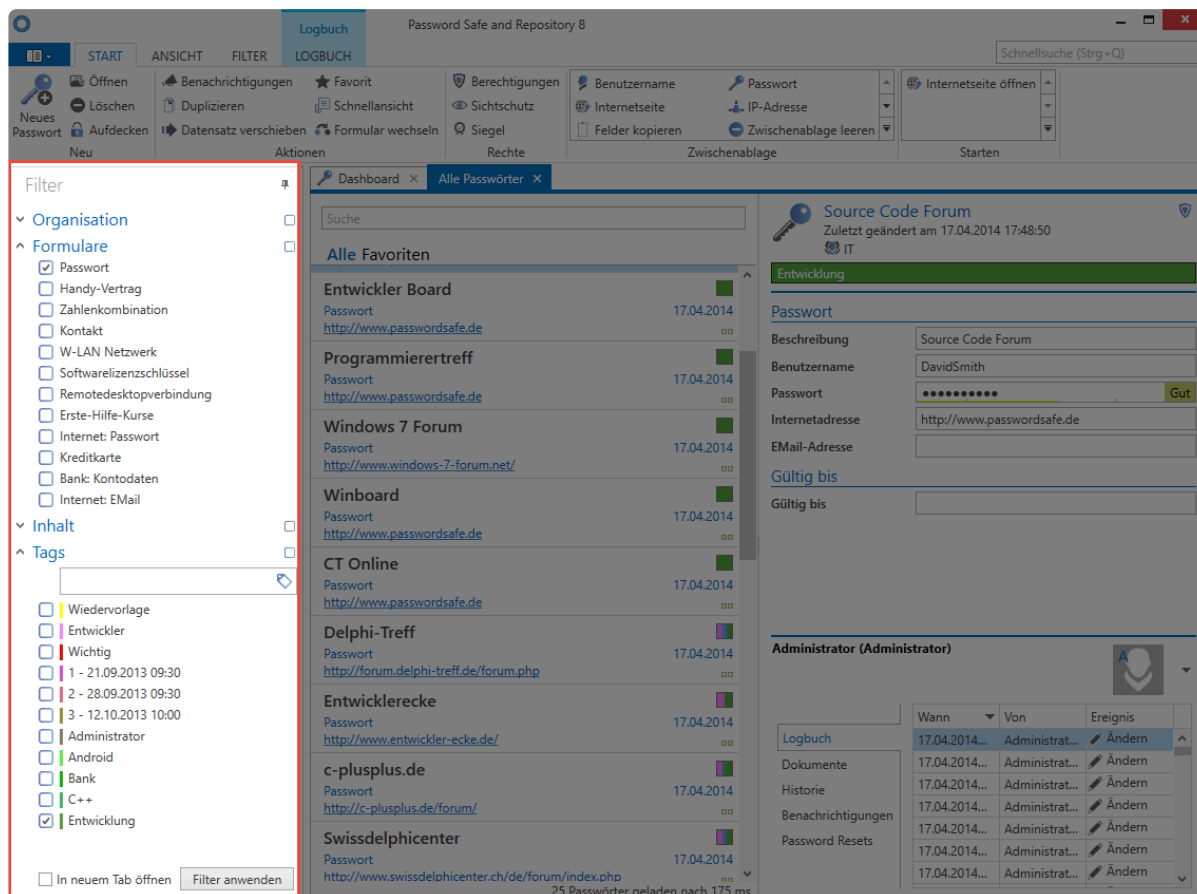 Logbuch
Password Safe and Repository 8
START ANSICHT FILTER LOGBUCH
Schnellsuche (Strg+Q)
Neues Passwort
Öffnen
Löschen
Aufdecken
Neu
Benachrichtigungen
Duplizieren
Datensatz verschieben
Favorit
Schnellansicht
Formular wechseln
Aktionen
Berechtigungen
Sichtschutz
Siegel
Rechte
Benutzername
Internetseite
Felder kopieren
Passwort
IP-Adresse
Zwischenablage leeren
Zwischenablage
Internetseite öffnen
Starten
Filter
Organisation
Formulare
Passwort
Handy-Vertrag
Zahlenkombination
Kontakt
W-LAN Netzwerk
Softwarelizenzschlüssel
Remotedesktopverbindung
Erste-Hilfe-Kurse
Internet: Passwort
Kreditkarte
Bank: Kontodaten
Internet: EMail
Inhalt
Tags
Wiedervorlage
Entwickler
Wichtig
1 - 21.09.2013 09:30
2 - 28.09.2013 09:30
3 - 12.10.2013 10:00
Administrator
Android
Bank
C++
Entwicklung
In neuem Tab öffnen Filter anwenden
Dashboard Alle Passwörter
Suche
Alle Favoriten
Entwickler Board
Passwort 17.04.2014
http://www.passwordsafe.de
Programmierertreff
Passwort 17.04.2014
http://www.passwordsafe.de
Windows 7 Forum
Passwort 17.04.2014
http://www.windows-7-forum.net/
Winboard
Passwort 17.04.2014
http://www.passwordsafe.de
CT Online
Passwort 17.04.2014
http://www.passwordsafe.de
Delphi-Treff
Passwort 17.04.2014
http://forum.delphi-treff.de/forum.php
Entwicklerecke
Passwort 17.04.2014
http://www.entwickler-ecke.de/
c-plusplus.de
Passwort 17.04.2014
http://c-plusplus.de/forum/
Swissdelphicenter
Passwort 17.04.2014
http://www.swissdelphicenter.ch/de/forum/index.php
25 Passwörter geladen nach 175 ms
Source Code Forum
Zuletzt geändert am 17.04.2014 17:48:50
IT
Entwicklung
Passwort
Beschreibung Source Code Forum
Benutzername DavidSmith
Passwort ●●●●●●●●●● Gut
Internetadresse http://www.passwordsafe.de
EMail-Adresse
Gültig bis
Gültig bis
Administrator (Administrator)
A
Logbuch
Dokumente
Historie
Benachrichtigungen
Password Resets
Wann Von Ereignis
17.04.2014... Administrat... Ändern
17.04.2014... Administrat... Ändern
17.04.2014... Administrat... Ändern
17.04.2014... Administrat... Ändern
17.04.2014... Administrat... Ändern
17.04.2014... Administrat... Ändern
17.04.2014... Administrat... Ändern